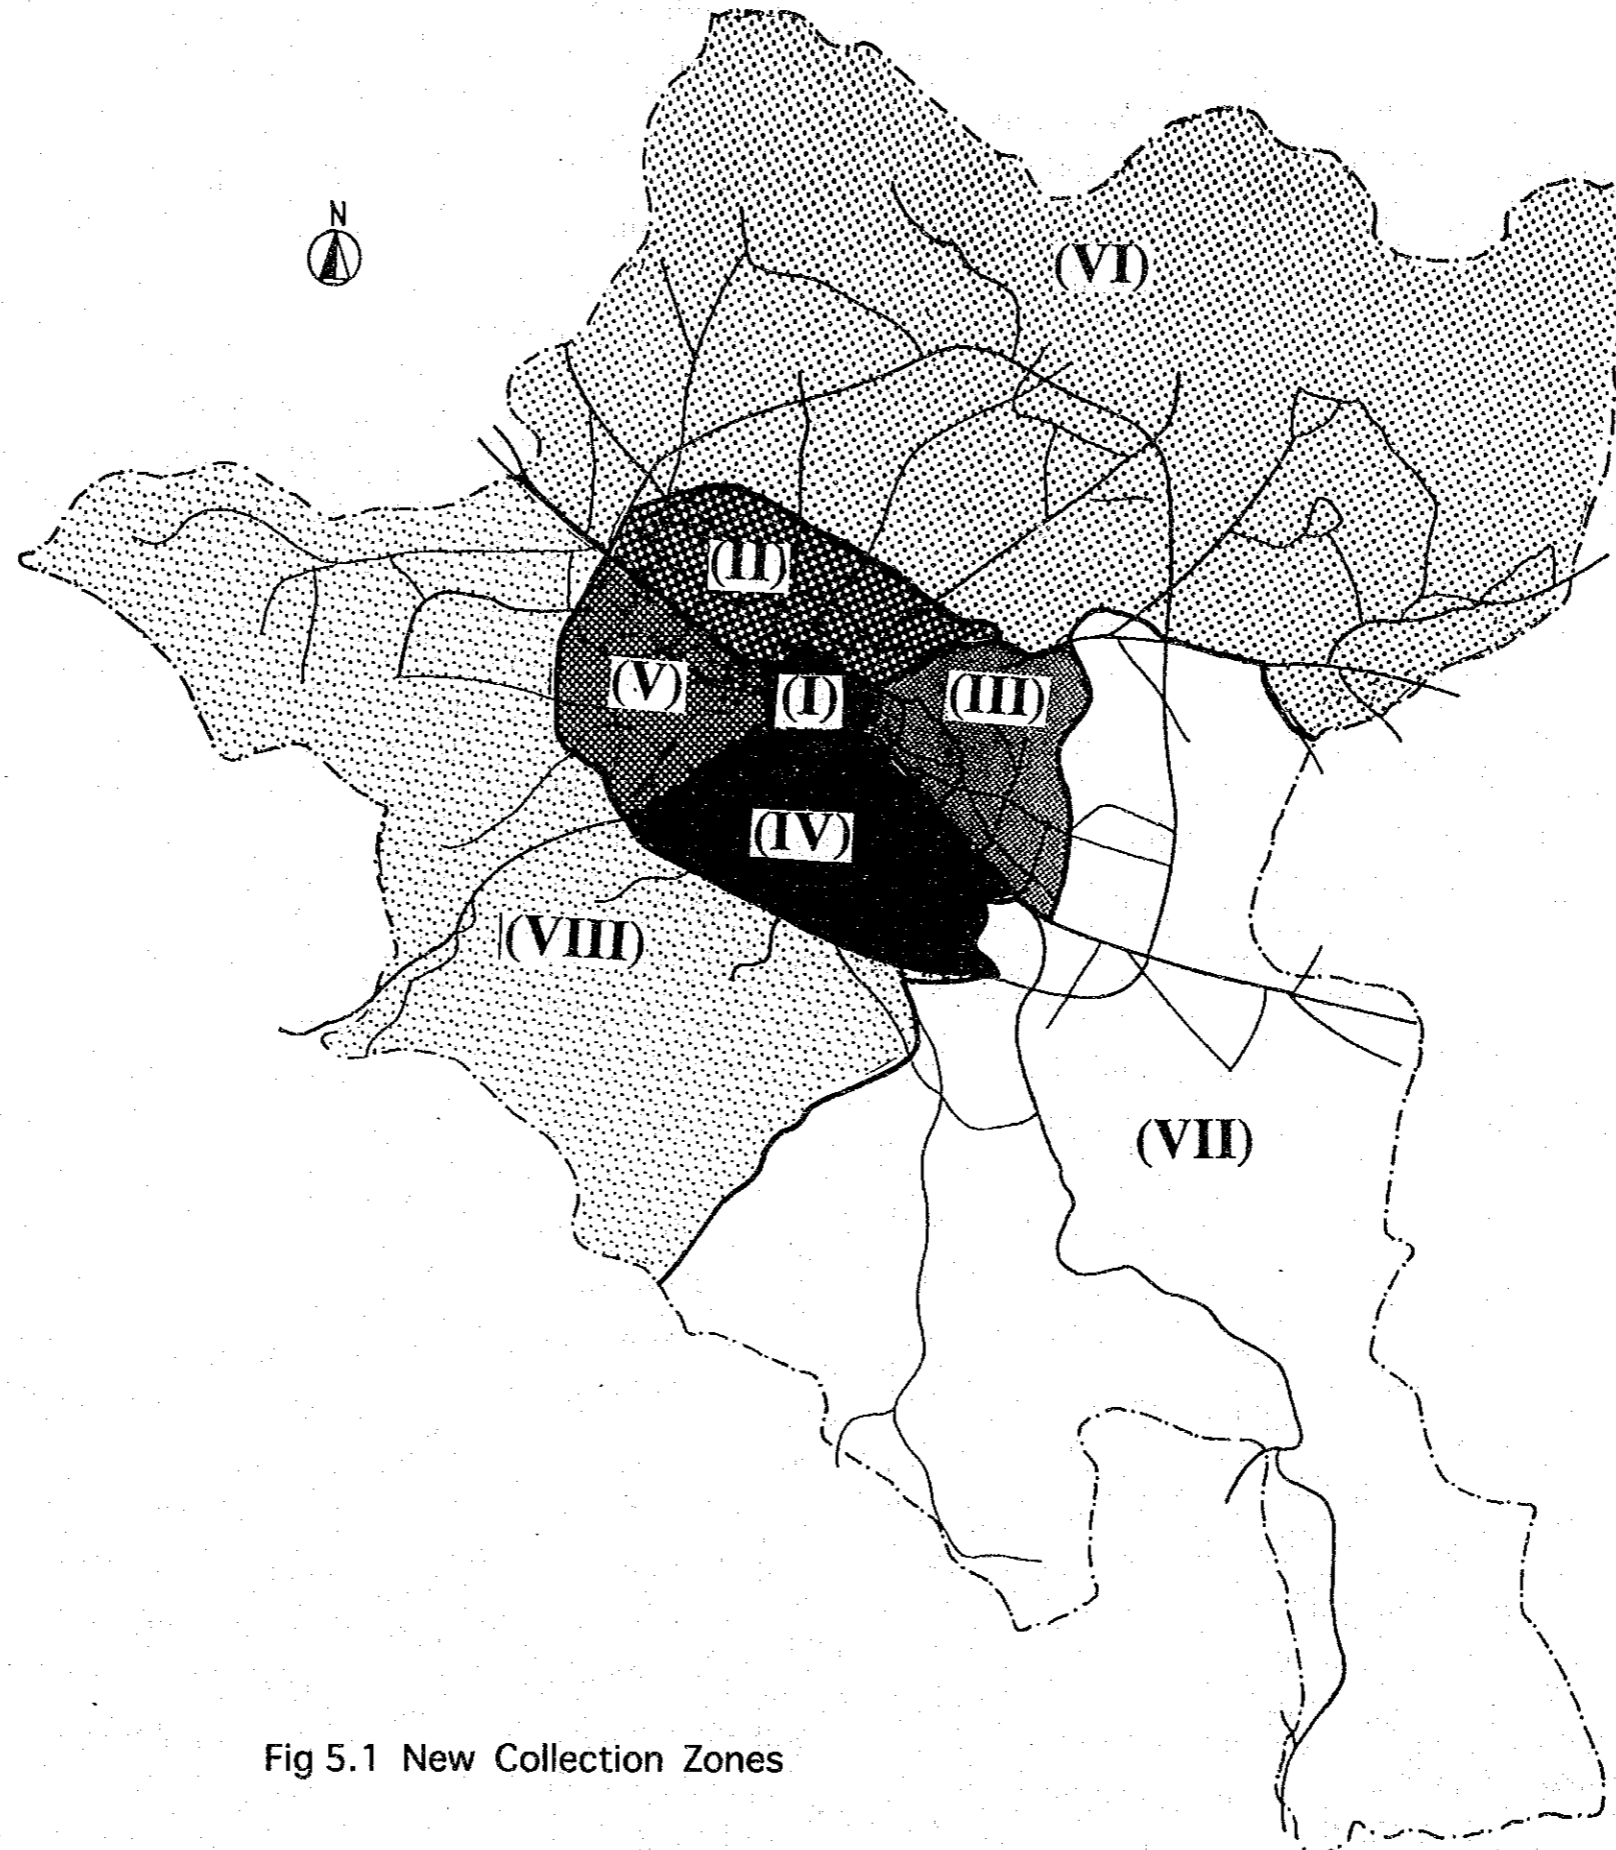 N
(VI)
(II)
(V)
(I)
(III)
(IV)
(VIII)
(VII)
Fig 5.1 New Collection Zones